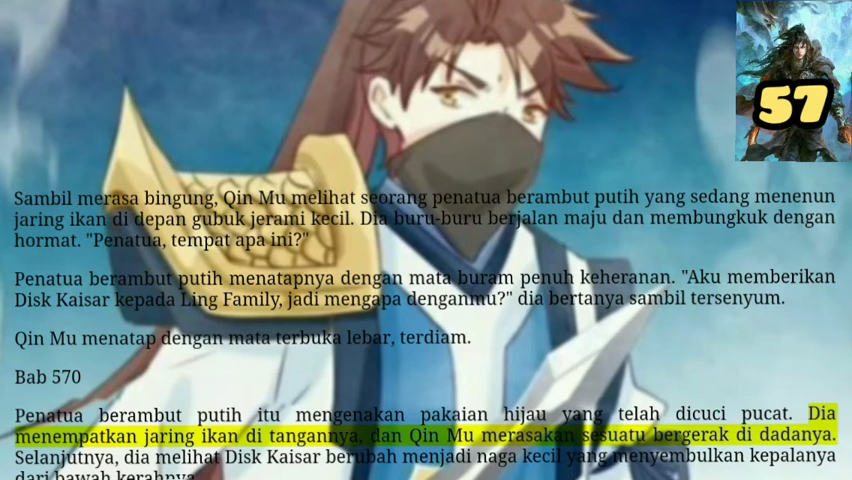 57
Sambil merasa bingung, Qin Mu melihat seorang penatua berambut putih yang sedang menenun
jaring ikan di depan gubuk jerami kecil. Dia buru-buru berjalan maju dan membungkuk dengan
hormat. "Penatua, tempat apa ini?"
Penatua berambut putih menatapnya dengan mata buram penuh keheranan. "Aku memberikan
Disk Kaisar kepada Ling Family, jadi mengapa denganmu?" dia bertanya sambil tersenyum.
Qin Mu menatap dengan mata terbuka lebar, terdiam.
Bab 570
Penatua berambut putih itu mengenakan pakaian hijau yang telah dicuci pucat. Dia
menempatkan jaring ikan di tangannya, dan Qin Mu merasakan sesuatu bergerak di dadanya.
Selanjutnya, dia melihat Disk Kaisar berubah menjadi naga kecil yang menyembulkan kepalanya
dari bawah kerahnya